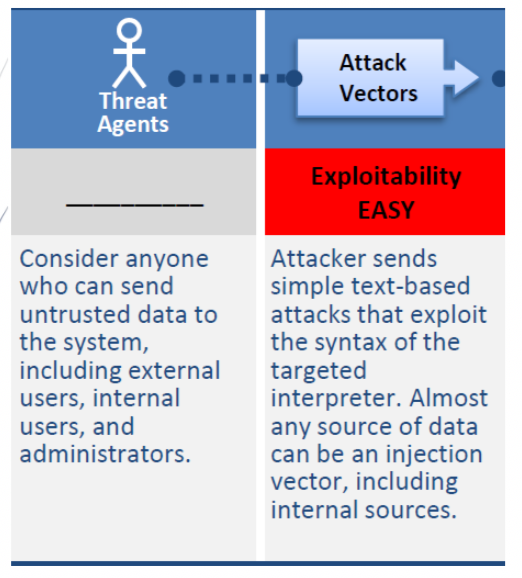 Threat
Agents
Attack
Vectors
__________
Exploitability
EASY
Consider anyone
who can send
untrusted data to
the system,
including external
users, internal
users, and
administrators.
Attacker sends
simple text-based
attacks that exploit
the syntax of the
targeted
interpreter. Almost
any source of data
can be an injection
vector, including
internal sources.